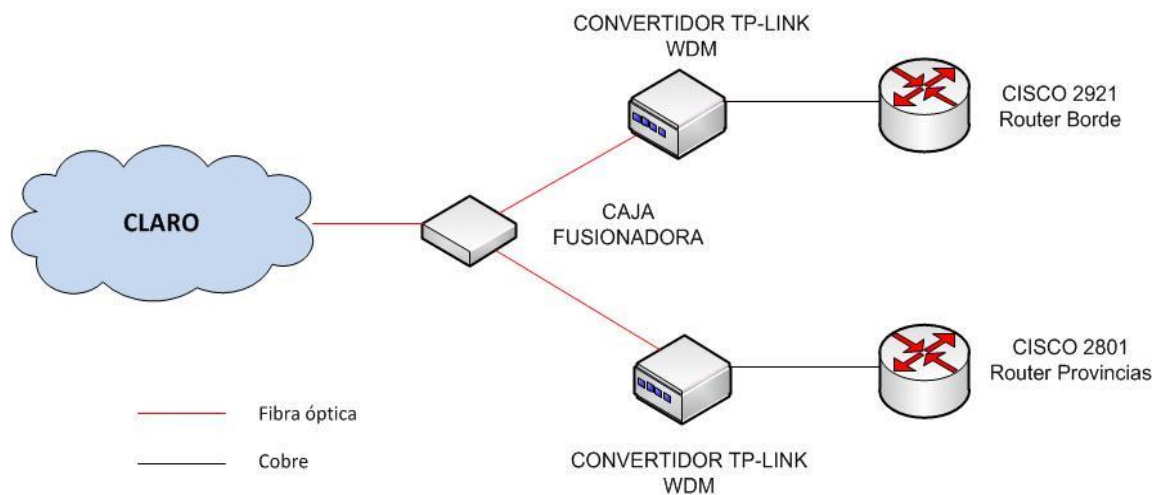 CONVERTIDOR TP-LINK
WDM
CISCO 2921
Router Borde
CLARO
CAJA
FUSIONADORA
CISCO 2801
Router Provincias
Fibra óptica
Cobre
CONVERTIDOR TP-LINK
WDM